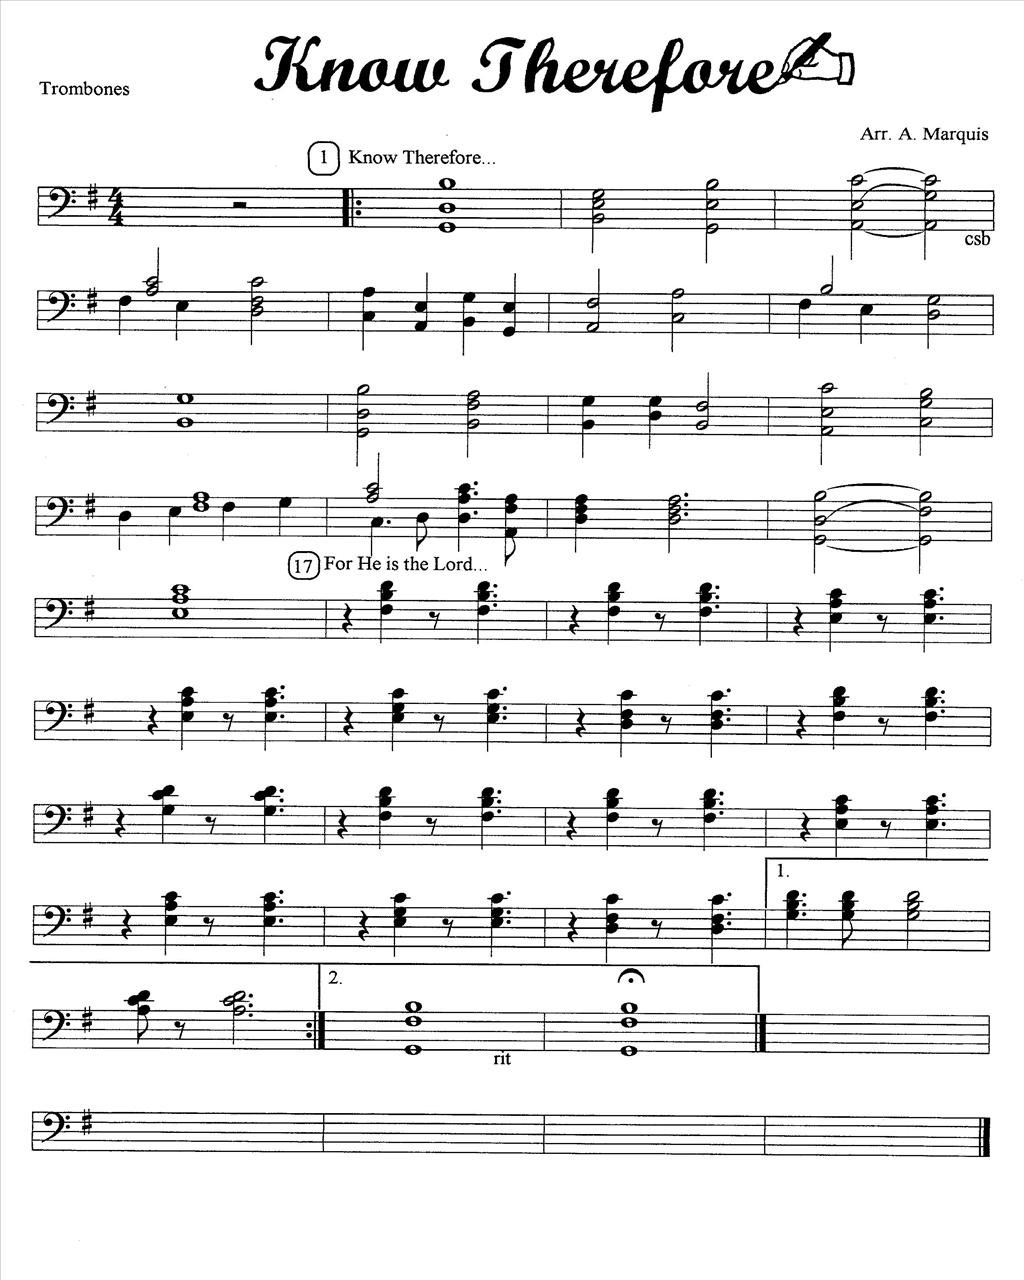 Know Therefore
Trombones
Arr. A. Marquis
1 Know Therefore...
4
4
csb
17 For He is the Lord...
1.
2.
rit